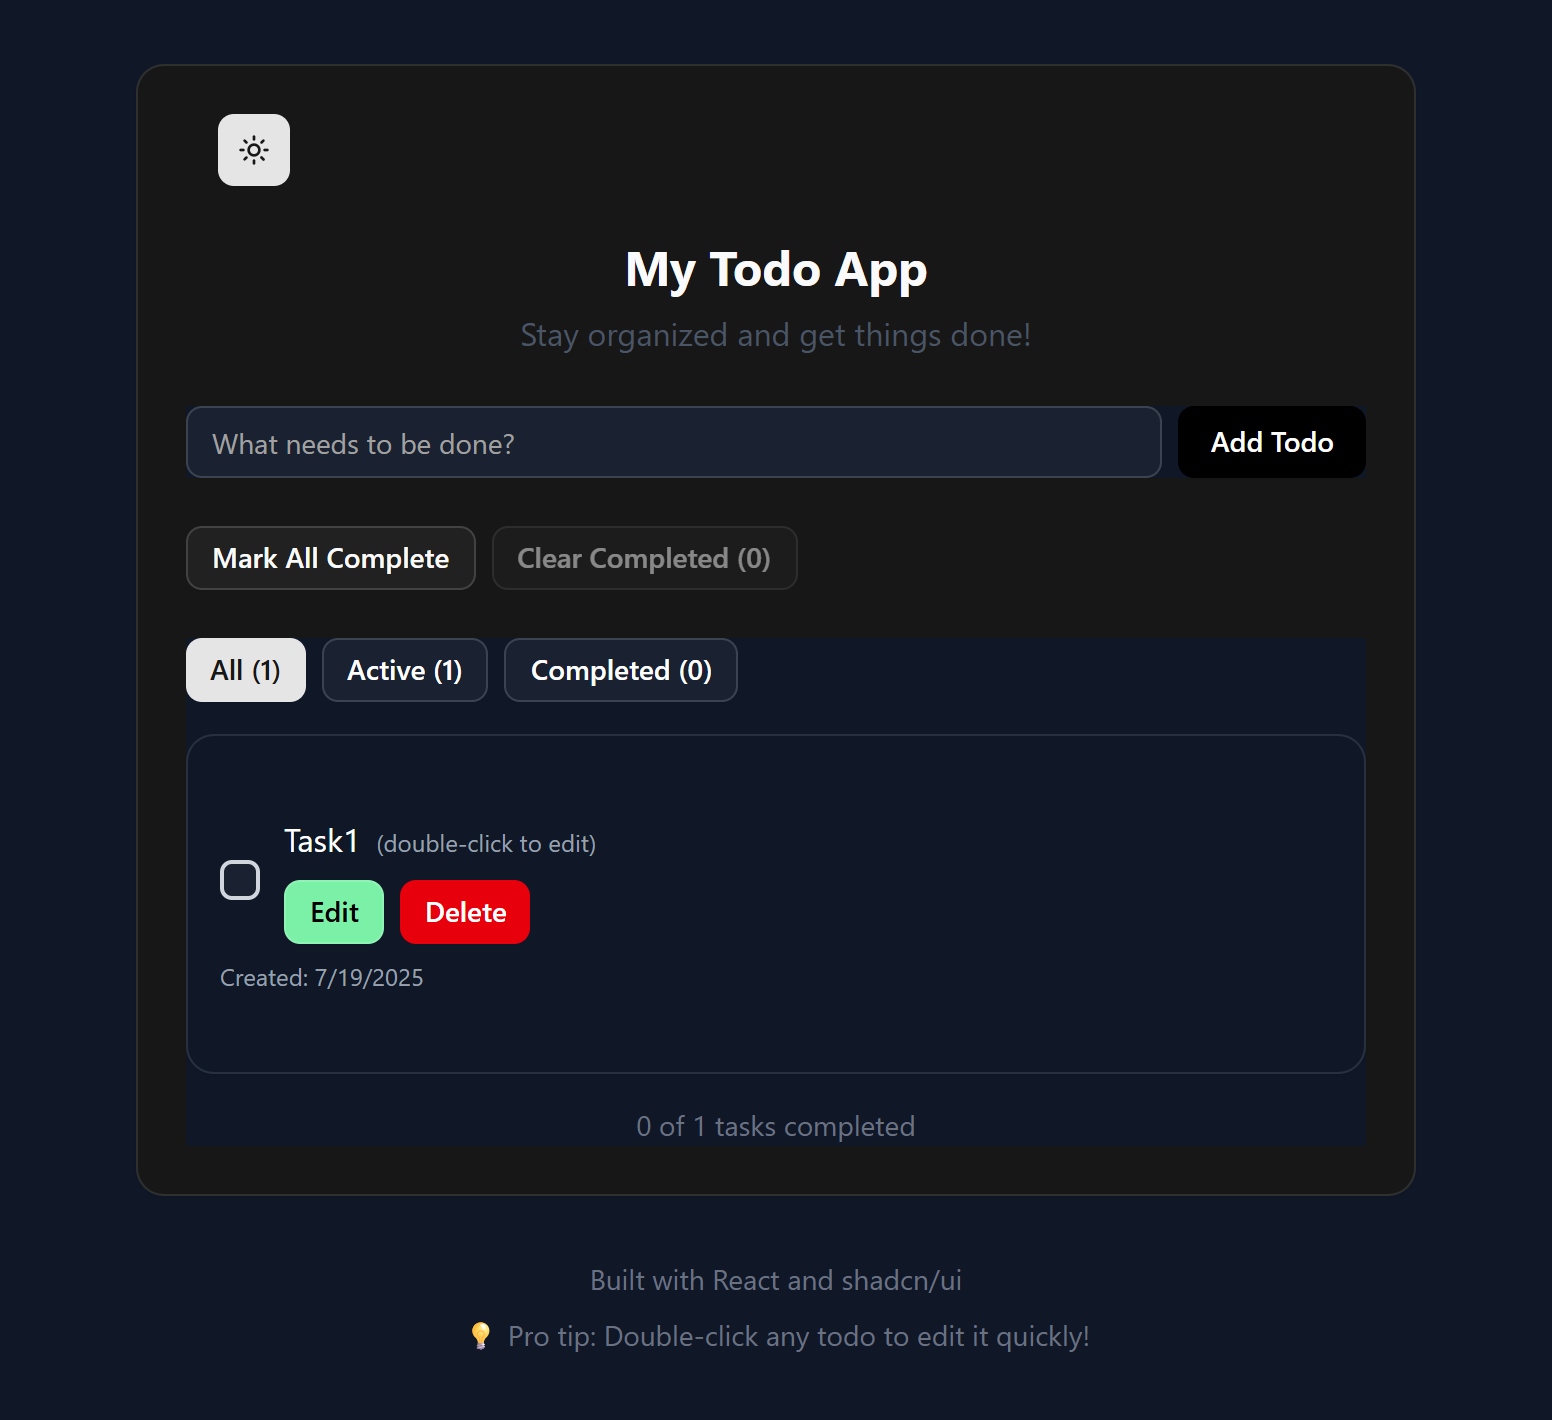 My Todo App
Stay organized and get things done!
What needs to be done?
Add Todo
Mark All Complete
Clear Completed (0)
All (1)
Active (1)
Completed (0)
Task1 (double-click to edit)
Edit
Delete
Created: 7/19/2025
0 of 1 tasks completed
Built with React and shadcn/ui
💡 Pro tip: Double-click any todo to edit it quickly!